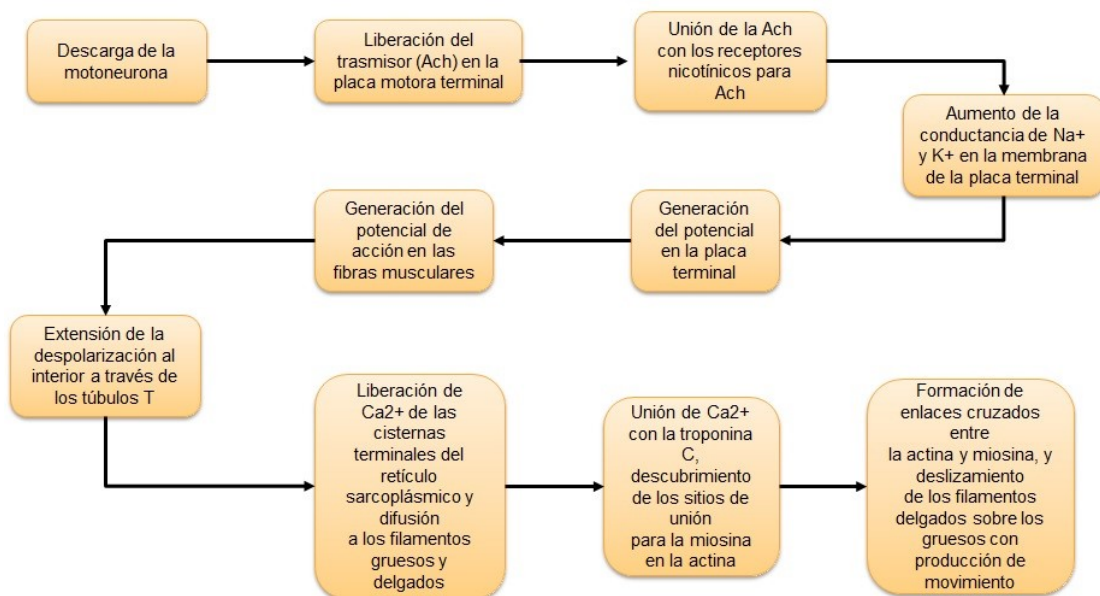 Descarga de la
motoneurona
Liberación del
trasmisor (Ach) en la
placa motora terminal
Unión de la Ach
con los receptores
nicotínicos para
Ach
Aumento de la
conductancia de Na+
y K+ en la membrana
de la placa terminal
Generación
del potencial
en la placa
terminal
Generación del
potencial de
acción en las
fibras musculares
Extensión de la
despolarización al
interior a través de
los túbulos T
Liberación de
Ca2+ de las
cisternas
terminales del
retículo
sarcoplásmico y
difusión
a los filamentos
gruesos y
delgados
Unión de Ca2+
con la troponina
C,
descubrimiento
de los sitios de
unión
para la miosina
en la actina
Formación de
enlaces cruzados
entre
la actina y miosina, y
deslizamiento
de los filamentos
delgados sobre los
gruesos con
producción de
movimiento